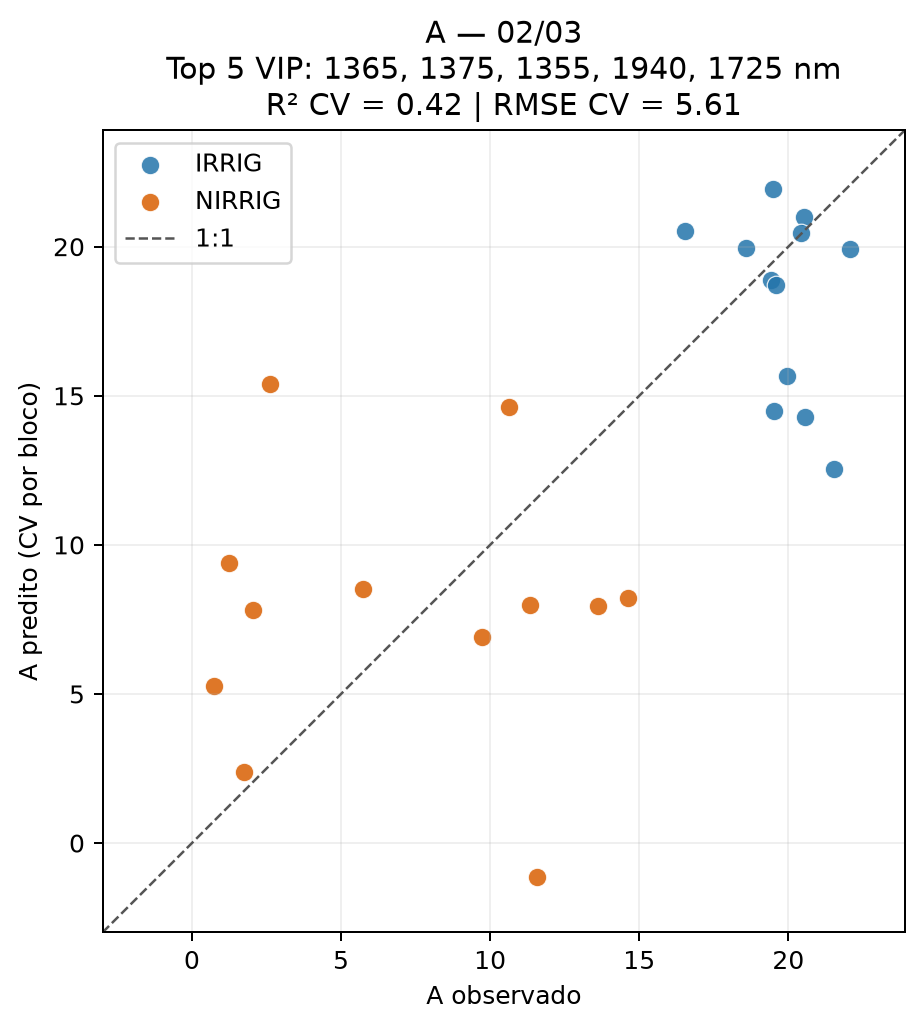 A — 02/03
Top 5 VIP: 1365, 1375, 1355, 1940, 1725 nm
R² CV = 0.42 | RMSE CV = 5.61
IRRIG
NIRRIG
1:1
20
15
10
5
0
A predito (CV por bloco)
0 5 10 15 20
A observado